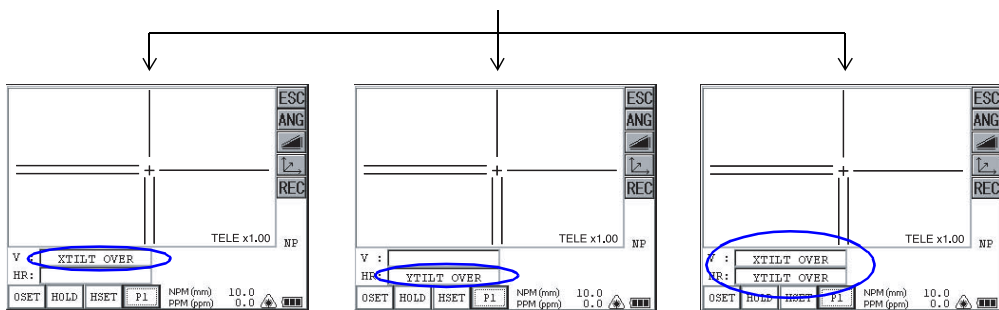 ESC
ANG
REC
TELE x1.00
NP
V : XTILT OVER
HR:
0SET HOLD HSET P1 NPM (mm) 10.0
PPM (ppm) 0.0
ESC
ANG
REC
TELE x1.00
NP
V :
HR: YTILT OVER
0SET HOLD HSET P1 NPM (mm) 10.0
PPM (ppm) 0.0
ESC
ANG
REC
TELE x1.00
NP
V : XTILT OVER
HR: YTILT OVER
0SET HOLD HSET P1 NPM (mm) 10.0
PPM (ppm) 0.0